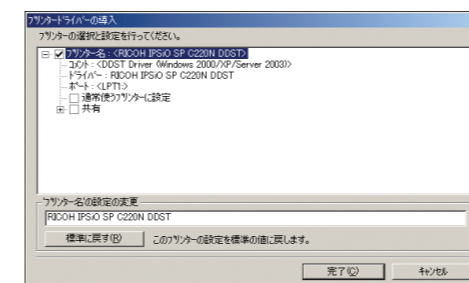 ﾌﾟﾘﾝﾀｰﾄﾞﾗｲﾊﾞｰの導入
ﾌﾟﾘﾝﾀｰの選択と設定を行ってください。
ﾌﾟﾘﾝﾀｰ名 : <RICOH IPSiO SP C220N DDST>
ｺﾒﾝﾄ : <DDST Driver (Windows 2000/XP/Server 2003)>
ﾄﾞﾗｲﾊﾞｰ : RICOH IPSiO SP C220N DDST
ﾎﾟｰﾄ : <LPT1:>
通常使うﾌﾟﾘﾝﾀｰに設定
共有
'ﾌﾟﾘﾝﾀｰ名'の設定の変更
RICOH IPSiO SP C220N DDST
標準に戻す(R) このﾌﾟﾘﾝﾀｰの設定を標準の値に戻します。
完了(C) ｷｬﾝｾﾙ